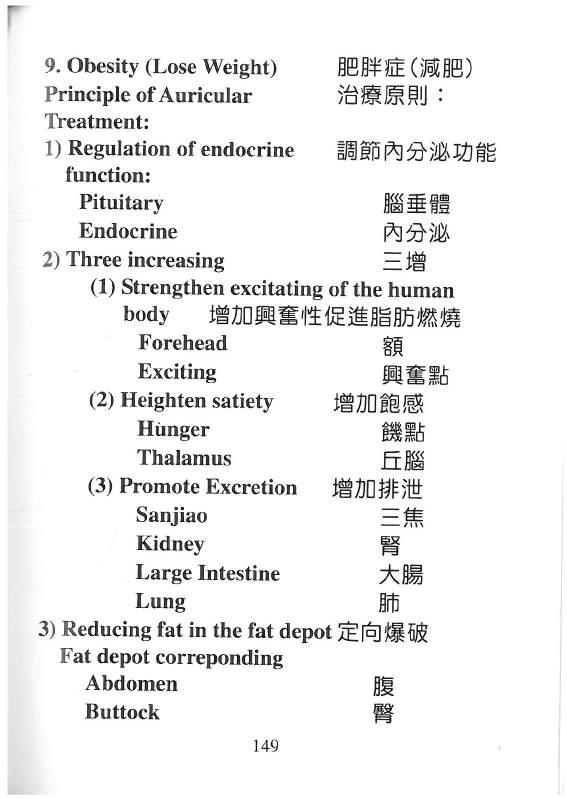 9. Obesity (Lose Weight) 肥胖症(減肥)
Principle of Auricular 治療原則：
Treatment:
1) Regulation of endocrine 調節內分泌功能
function:
Pituitary 腦垂體
Endocrine 內分泌
2) Three increasing 三增
(1) Strengthen excitating of the human
body 增加興奮性促進脂肪燃燒
Forehead 額
Exciting 興奮點
(2) Heighten satiety 增加飽感
Hunger 饑點
Thalamus 丘腦
(3) Promote Excretion 增加排泄
Sanjiao 三焦
Kidney 腎
Large Intestine 大腸
Lung 肺
3) Reducing fat in the fat depot 定向爆破
Fat depot correponding
Abdomen 腹
Buttock 臀
149